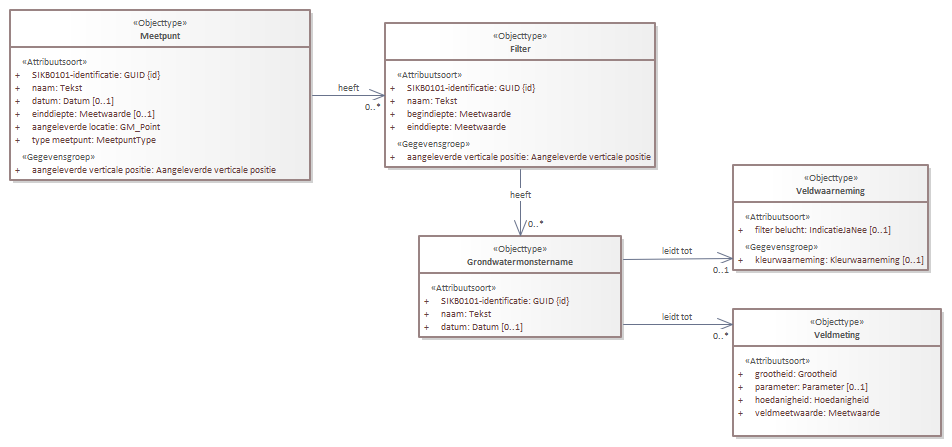 «Objecttype»
Meetpunt
«Attribuutsoort»
+ SIKB0101-identificatie: GUID {id}
+ naam: Tekst
+ datum: Datum [0..1]
+ einddiepte: Meetwaarde [0..1]
+ aangeleverde locatie: GM_Point
+ type meetpunt: MeetpuntType
«Gegevensgroep»
+ aangeleverde verticale positie: Aangeleverde verticale positie
heeft
0..*
«Objecttype»
Filter
«Attribuutsoort»
+ SIKB0101-identificatie: GUID {id}
+ naam: Tekst
+ begindiepte: Meetwaarde
+ einddiepte: Meetwaarde
«Gegevensgroep»
+ aangeleverde verticale positie: Aangeleverde verticale positie
heeft
0..*
«Objecttype»
Grondwatermonstername
«Attribuutsoort»
+ SIKB0101-identificatie: GUID {id}
+ naam: Tekst
+ datum: Datum [0..1]
leidt tot
0..1
«Objecttype»
Veldwaarneming
«Attribuutsoort»
+ filter belucht: IndicatieJaNee [0..1]
«Gegevensgroep»
+ kleurwaarneming: Kleurwaarneming [0..1]
leidt tot
0..*
«Objecttype»
Veldmeting
«Attribuutsoort»
+ grootheid: Grootheid
+ parameter: Parameter [0..1]
+ hoedanigheid: Hoedanigheid
+ veldmeetwaarde: Meetwaarde